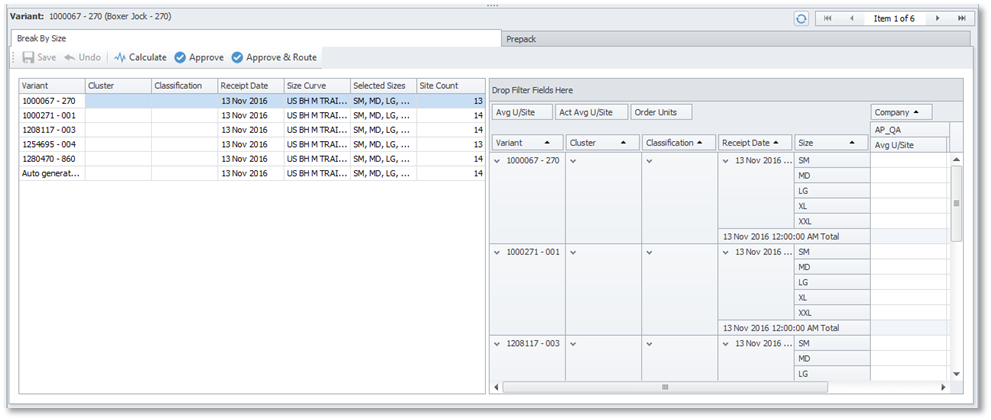 Variant: 1000067 - 270 (Boxer Jock - 270) Item 1 of 6
Break By Size Prepack
Save Undo Calculate Approve Approve & Route
Variant Cluster Classification Receipt Date Size Curve Selected Sizes Site Count
1000067 - 270 13 Nov 2016 US BH M TRAI... SM, MD, LG, ... 13
1000271 - 001 13 Nov 2016 US BH M TRAI... SM, MD, LG, ... 14
1208117 - 003 13 Nov 2016 US BH M TRAI... SM, MD, LG, ... 14
1254695 - 004 13 Nov 2016 US BH M TRAI... SM, MD, LG, ... 13
1280470 - 860 13 Nov 2016 US BH M TRAI... SM, MD, LG, ... 14
Auto generat... 13 Nov 2016 US BH M TRAI... SM, MD, LG, ... 14
Drop Filter Fields Here
Avg U/Site Act Avg U/Site Order Units Company
AP_QA
Variant Cluster Classification Receipt Date Size Avg U/Site
1000067 - 270 13 Nov 2016 ... SM
MD
LG
XL
XXL
13 Nov 2016 12:00:00 AM Total
1000271 - 001 13 Nov 2016 ... SM
MD
LG
XL
XXL
13 Nov 2016 12:00:00 AM Total
1208117 - 003 13 Nov 2016 ... SM
MD
LG